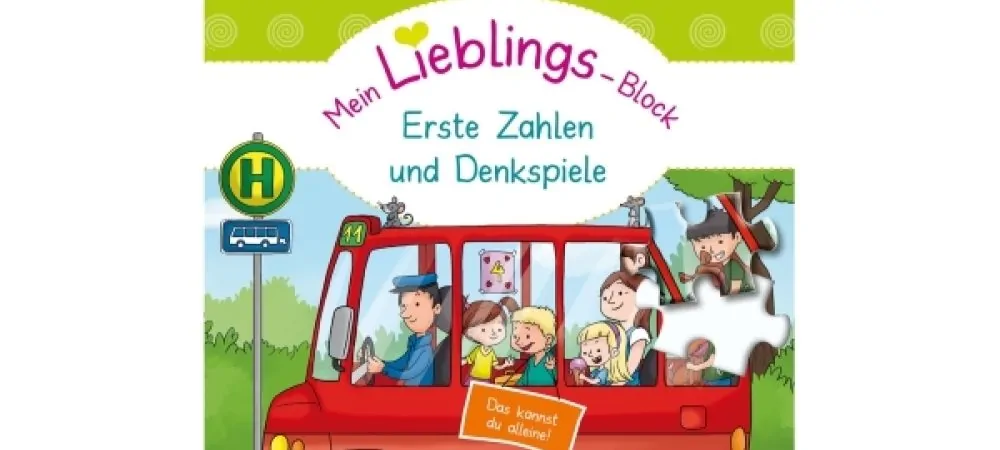 Mein Lieblings-Block
Erste Zahlen
und Denkspiele
H
11
4
Das kannst
du alleine!